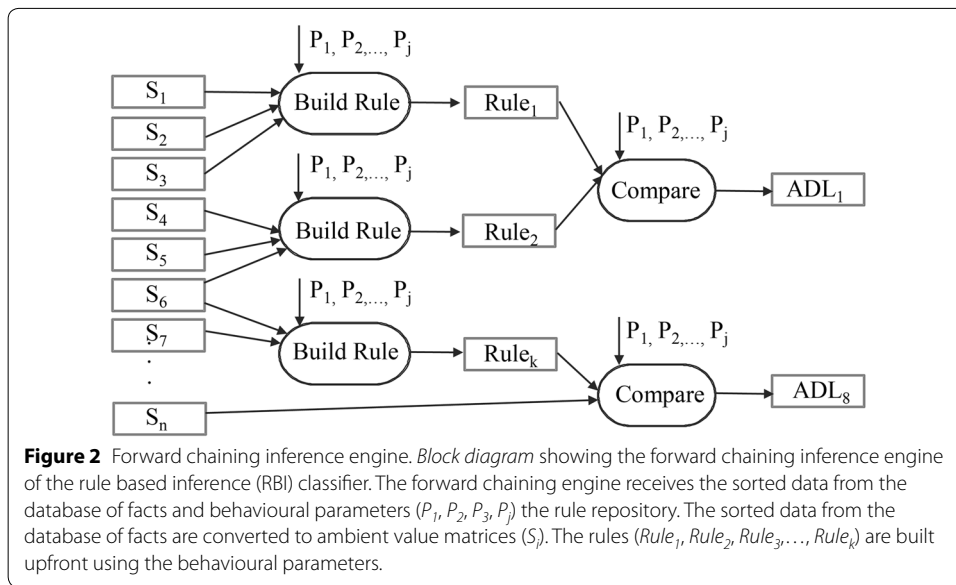 P1, P2,..., Pj
S1
Build Rule
Rule1
S2
P1, P2,..., Pj
S3
P1, P2,..., Pj
Compare
ADL1
S4
Build Rule
Rule2
S5
S6
P1, P2,..., Pj
S7
P1, P2,..., Pj
Build Rule
Rulek
.
.
.
Compare
ADL8
Sn
Figure 2 Forward chaining inference engine. Block diagram showing the forward chaining inference engine
of the rule based inference (RBI) classifier. The forward chaining engine receives the sorted data from the
database of facts and behavioural parameters (P1, P2, P3, Pj) the rule repository. The sorted data from the
database of facts are converted to ambient value matrices (Si). The rules (Rule1, Rule2, Rule3,..., Rulek) are built
upfront using the behavioural parameters.